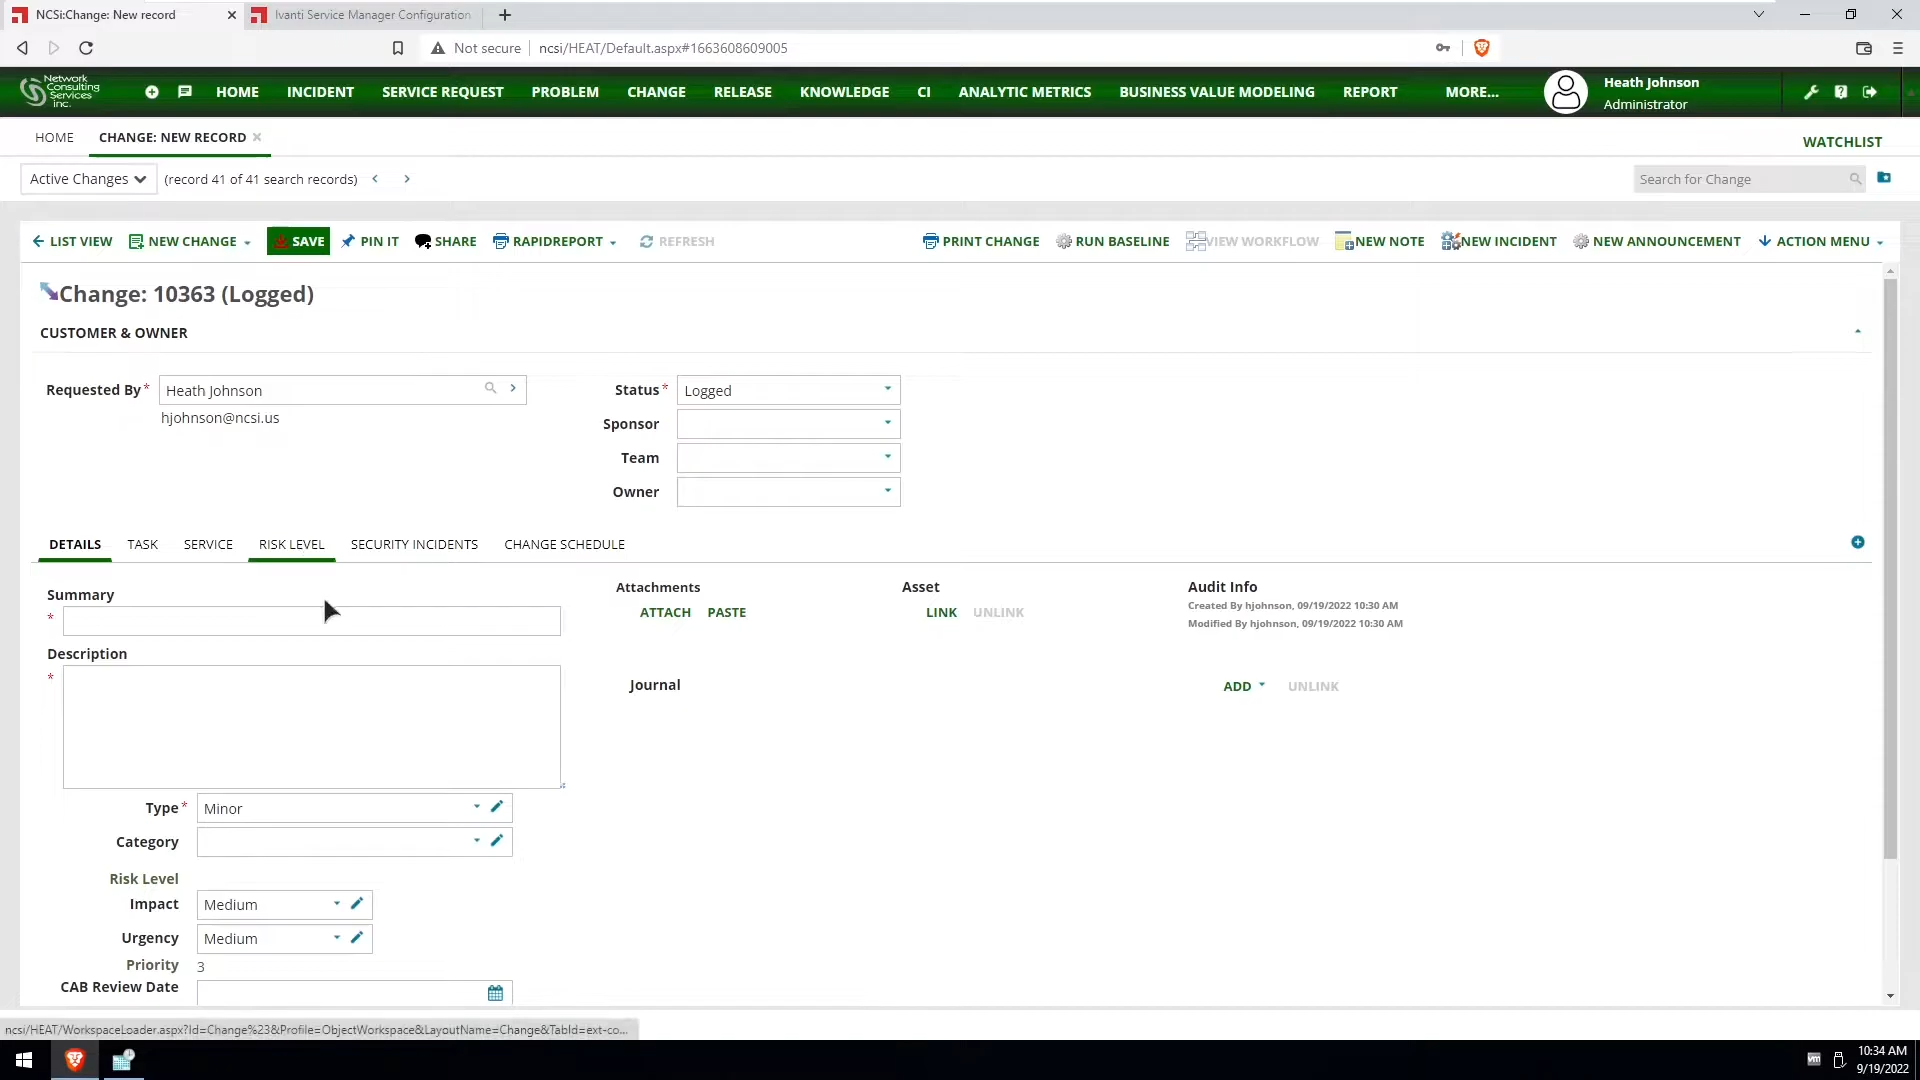 NCSi:Change: New record
Ivanti Service Manager Configuration
Not secure
ncsi/HEAT/Default.aspx#1663608609005
Network Consulting Services inc.
HOME
INCIDENT
SERVICE REQUEST
PROBLEM
CHANGE
RELEASE
KNOWLEDGE
CI
ANALYTIC METRICS
BUSINESS VALUE MODELING
REPORT
MORE...
Heath Johnson
Administrator
HOME
CHANGE: NEW RECORD
WATCHLIST
Active Changes
(record 41 of 41 search records)
Search for Change
LIST VIEW
NEW CHANGE
SAVE
PIN IT
SHARE
RAPIDREPORT
REFRESH
PRINT CHANGE
RUN BASELINE
VIEW WORKFLOW
NEW NOTE
NEW INCIDENT
NEW ANNOUNCEMENT
ACTION MENU
Change: 10363 (Logged)
CUSTOMER & OWNER
Requested By*
Heath Johnson
hjohnson@ncsi.us
Status*
Logged
Sponsor
Team
Owner
DETAILS
TASK
SERVICE
RISK LEVEL
SECURITY INCIDENTS
CHANGE SCHEDULE
Summary
*
Description
*
Attachments
ATTACH
PASTE
Asset
LINK
UNLINK
Audit Info
Created By hjohnson, 09/19/2022 10:30 AM
Modified By hjohnson, 09/19/2022 10:30 AM
Journal
ADD
UNLINK
Type*
Minor
Category
Risk Level
Impact
Medium
Urgency
Medium
Priority
3
CAB Review Date
ncsi/HEAT/WorkspaceLoader.aspx?Id=Change%23&Profile=ObjectWorkspace&LayoutName=Change&TabId=ext-co...
vm
10:34 AM
9/19/2022